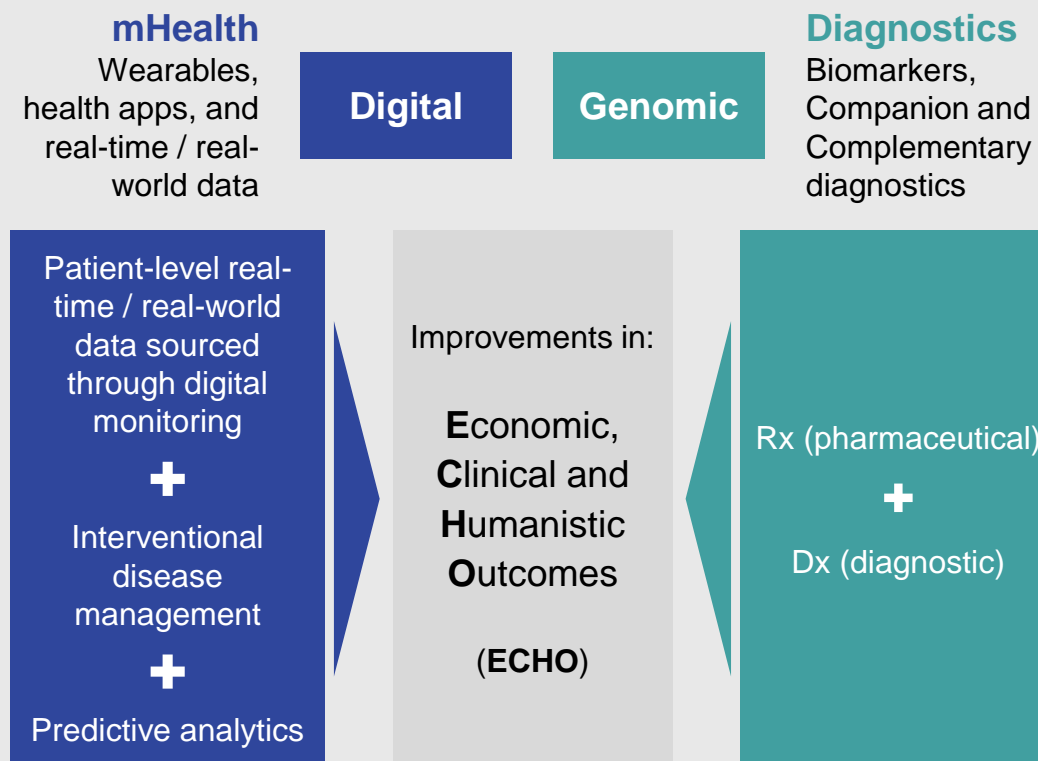 mHealth
Wearables,
health apps, and
real-time / real-
world data
Digital
Genomic
Diagnostics
Biomarkers,
Companion and
Complementary
diagnostics
Patient-level real-
time / real-world
data sourced
through digital
monitoring
+
Interventional
disease
management
+
Predictive analytics
Improvements in:
Economic,
Clinical and
Humanistic
Outcomes
(ECHO)
Rx (pharmaceutical)
+
Dx (diagnostic)